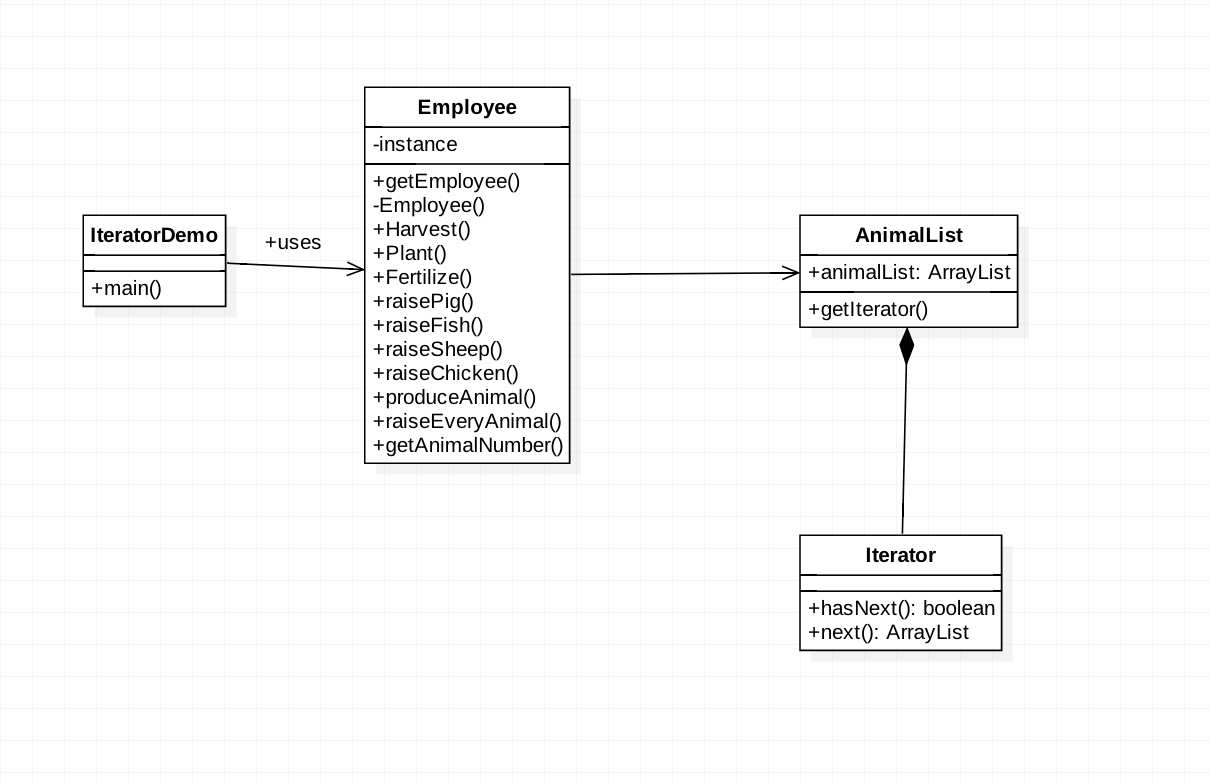 IteratorDemo
+main()
+uses
Employee
-instance
+getEmployee()
-Employee()
+Harvest()
+Plant()
+Fertilize()
+raisePig()
+raiseFish()
+raiseSheep()
+raiseChicken()
+produceAnimal()
+raiseEveryAnimal()
+getAnimalNumber()
AnimalList
+animalList: ArrayList
+getIterator()
Iterator
+hasNext(): boolean
+next(): ArrayList